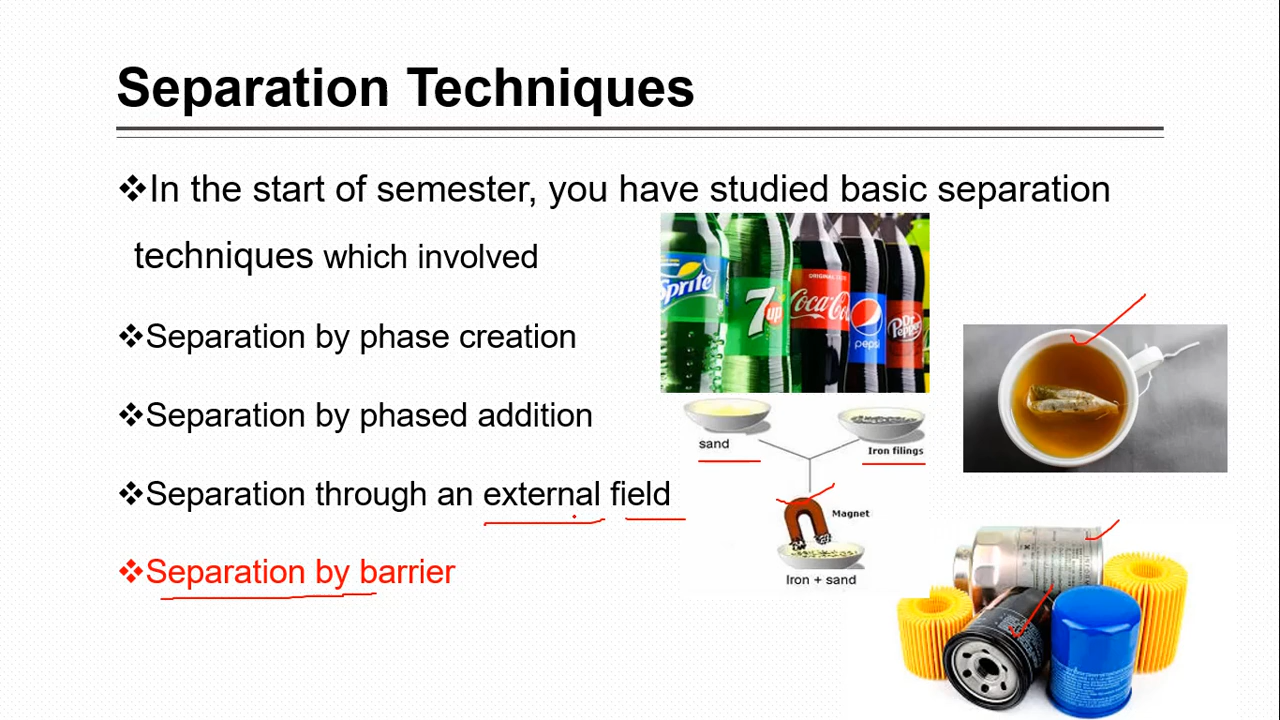 Separation Techniques
❖In the start of semester, you have studied basic separation
techniques which involved
❖Separation by phase creation
❖Separation by phased addition
❖Separation through an external field
❖Separation by barrier
Sprite
7up
ORIGINAL
Coca-Cola
pepsi
Dr Pepper
sand
Iron filings
Magnet
Iron + sand